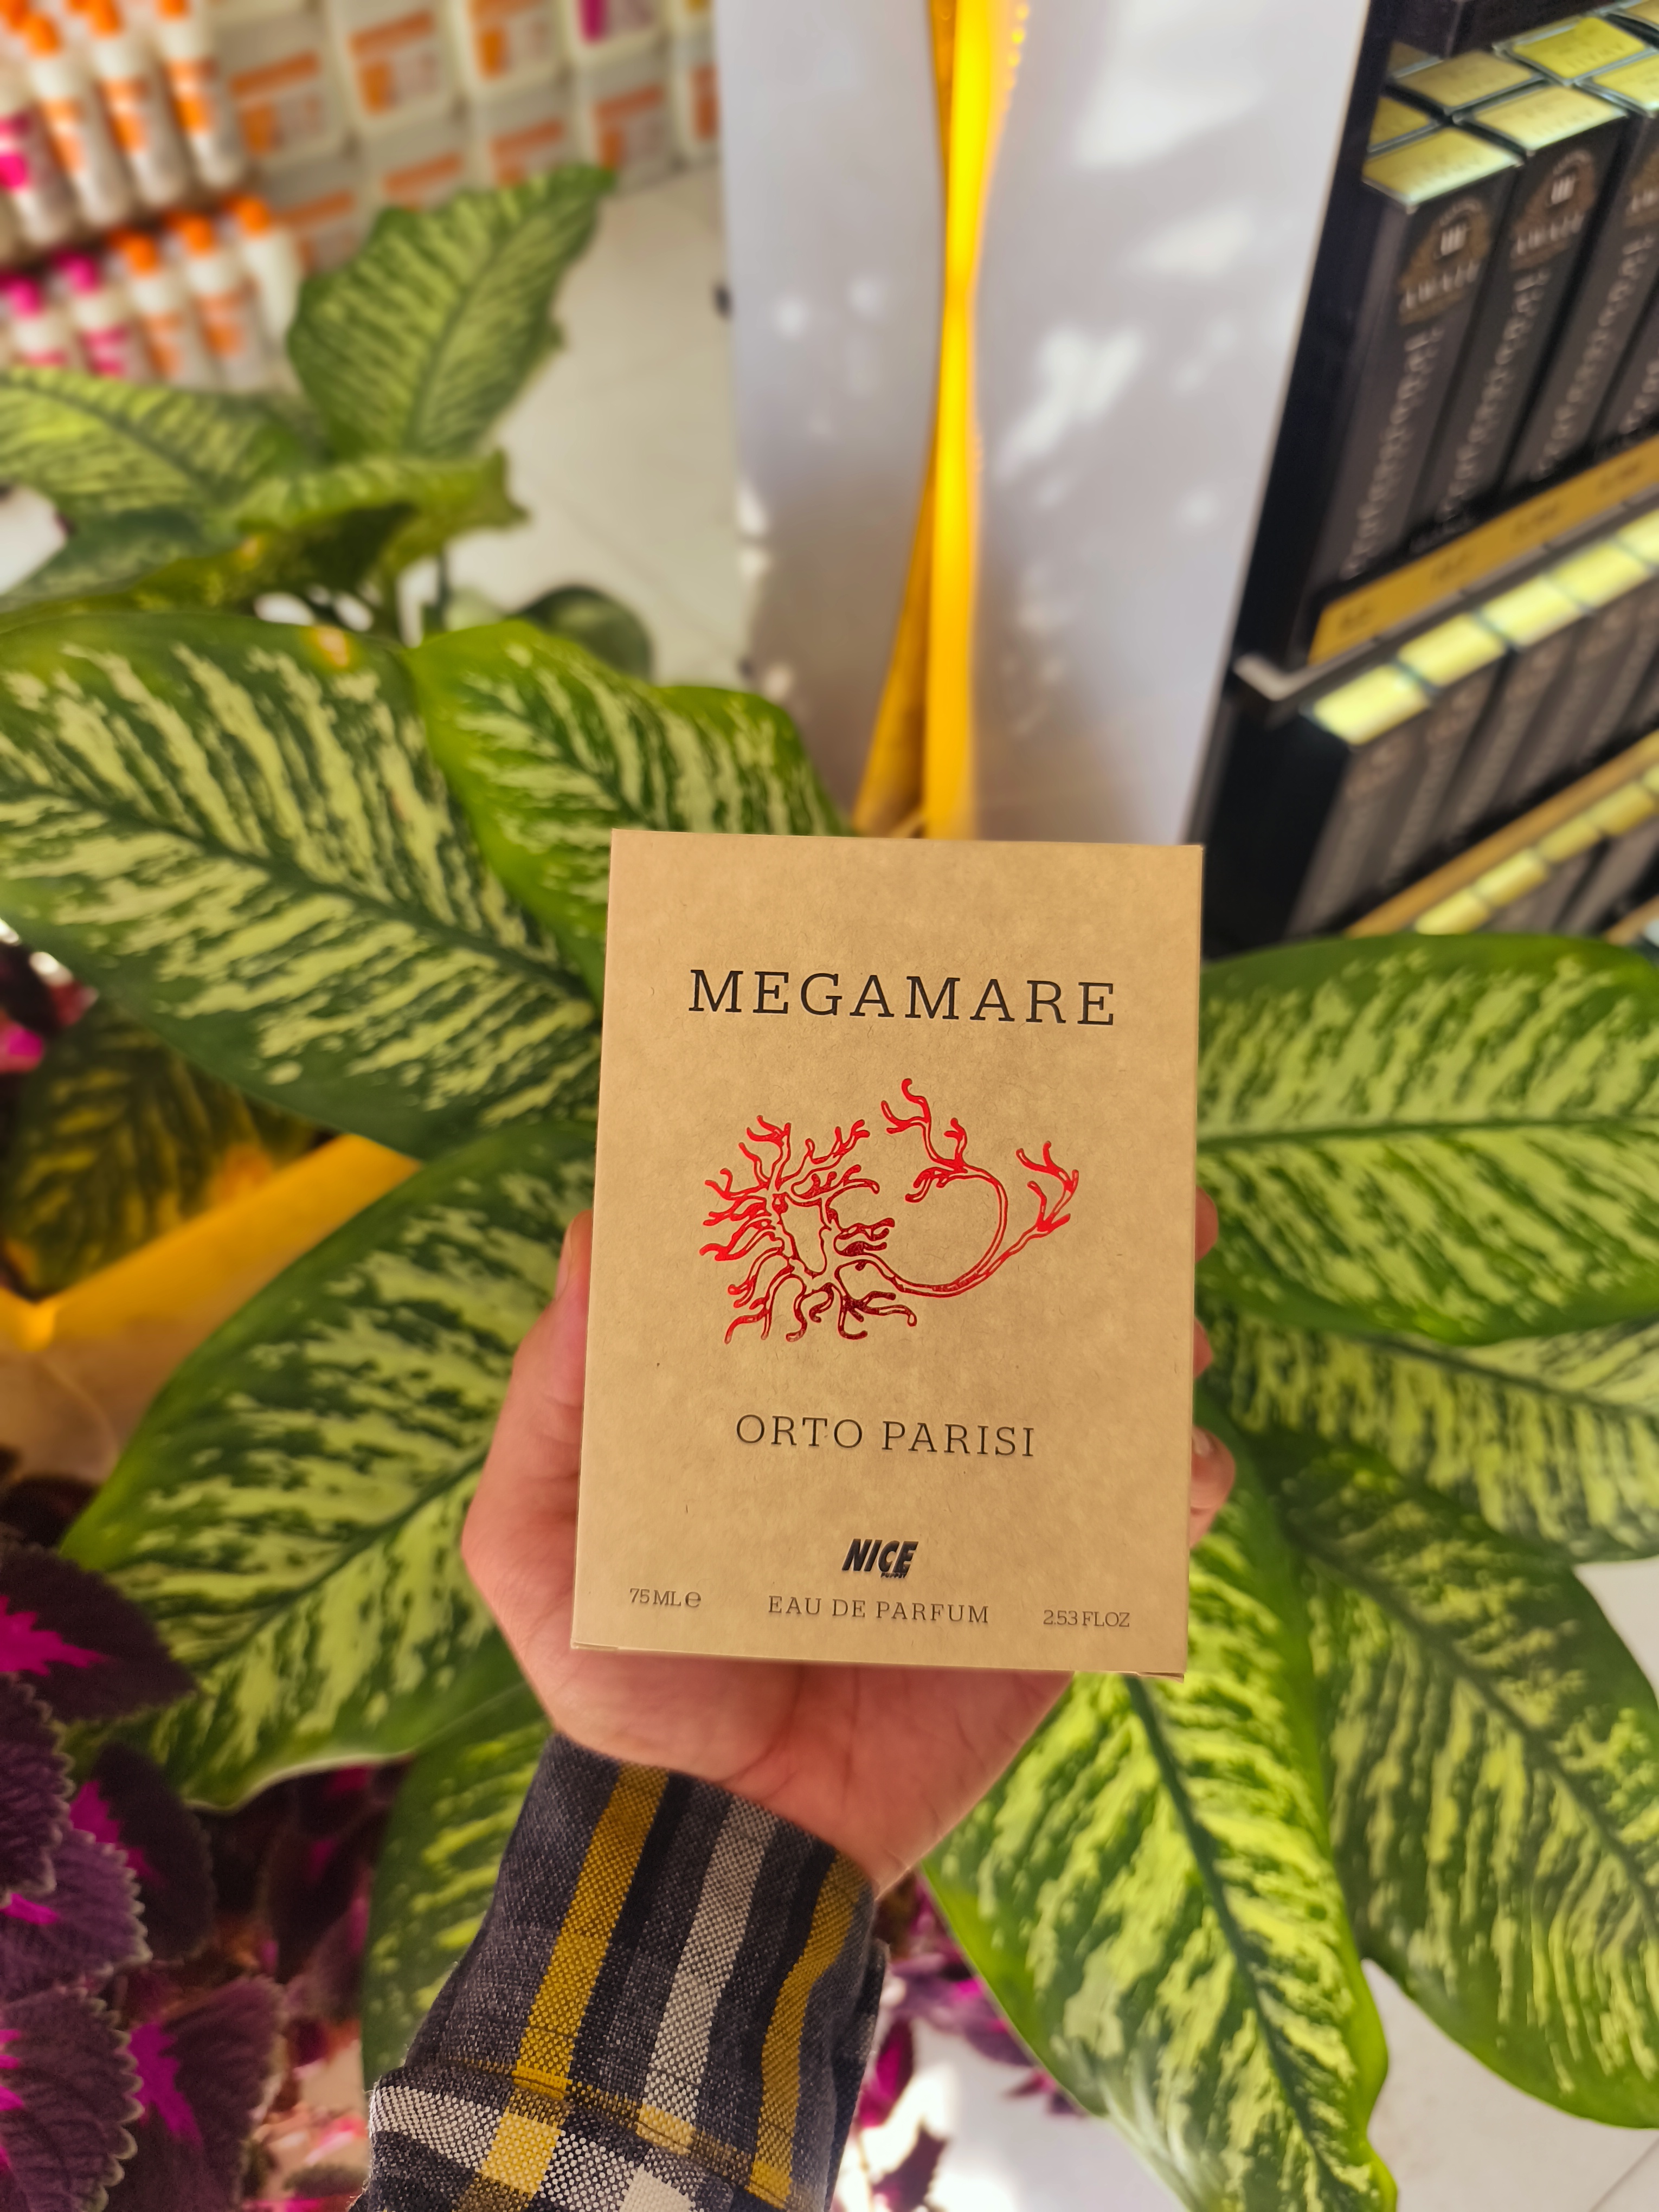 MEGAMARE
ORTO PARISI
NICE
75 ML ℮ EAU DE PARFUM 2.53 FL OZ